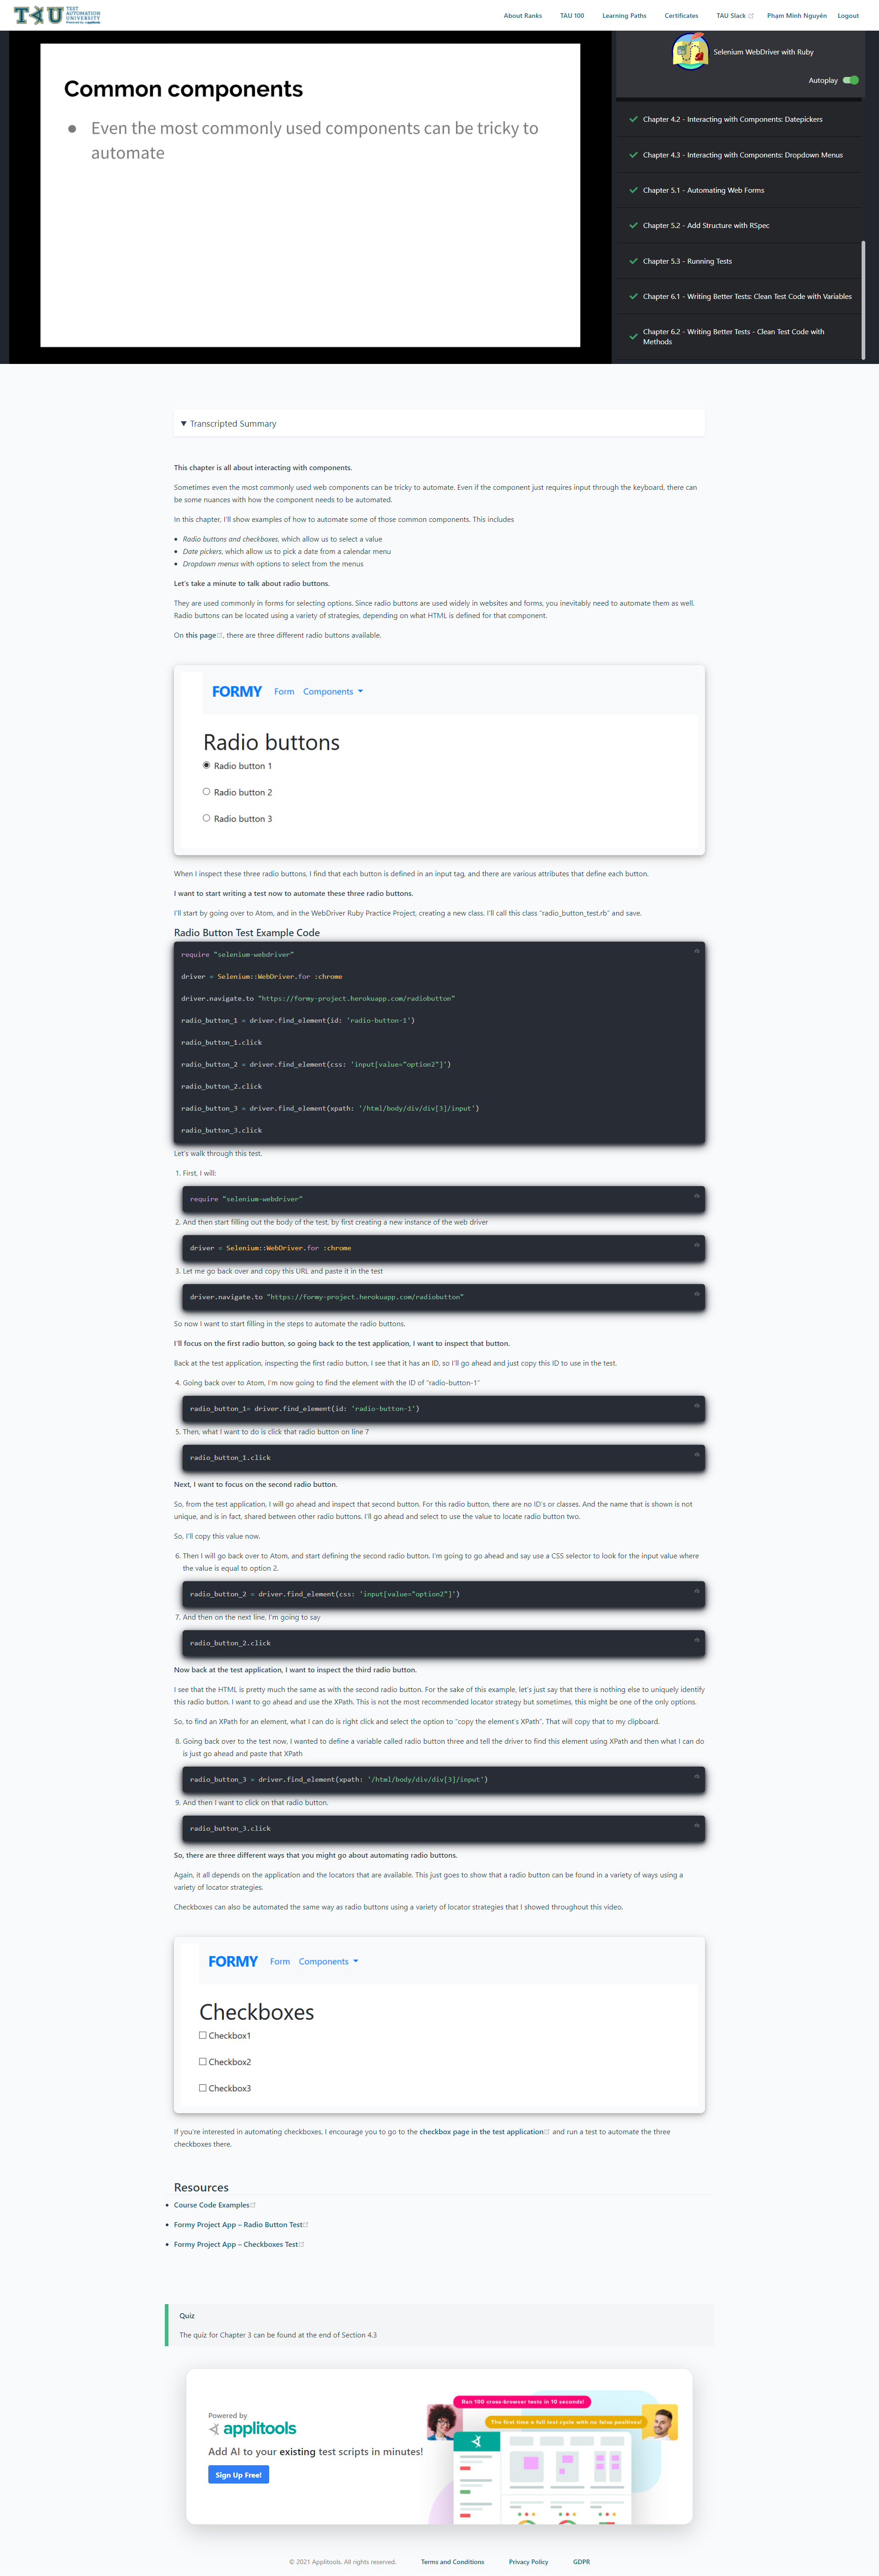 TAU TEST AUTOMATION UNIVERSITY Powered by applitools
About Ranks TAU 100 Learning Paths Certificates TAU Slack Phạm Minh Nguyên Logout
Common components
Even the most commonly used components can be tricky to
automate
Selenium WebDriver with Ruby
Autoplay
Chapter 4.2 - Interacting with Components: Datepickers
Chapter 4.3 - Interacting with Components: Dropdown Menus
Chapter 5.1 - Automating Web Forms
Chapter 5.2 - Add Structure with RSpec
Chapter 5.3 - Running Tests
Chapter 6.1 - Writing Better Tests: Clean Test Code with Variables
Chapter 6.2 - Writing Better Tests - Clean Test Code with
Methods
▼ Transcripted Summary
This chapter is all about interacting with components.
Sometimes even the most commonly used web components can be tricky to automate. Even if the component just requires input through the keyboard, there can
be some nuances with how the component needs to be automated.
In this chapter, I'll show examples of how to automate some of those common components. This includes
• Radio buttons and checkboxes, which allow us to select a value
• Date pickers, which allow us to pick a date from a calendar menu
• Dropdown menus with options to select from the menus
Let's take a minute to talk about radio buttons.
They are used commonly in forms for selecting options. Since radio buttons are used widely in websites and forms, you inevitably need to automate them as well.
Radio buttons can be located using a variety of strategies, depending on what HTML is defined for that component.
On this page, there are three different radio buttons available.
FORMY Form Components
Radio buttons
Radio button 1
Radio button 2
Radio button 3
When I inspect these three radio buttons, I find that each button is defined in an input tag, and there are various attributes that define each button.
I want to start writing a test now to automate these three radio buttons.
I'll start by going over to Atom, and in the WebDriver Ruby Practice Project, creating a new class. I'll call this class "radio_button_test.rb" and save.
Radio Button Test Example Code
rb
require "selenium-webdriver"
driver = Selenium::WebDriver.for :chrome
driver.navigate.to "https://formy-project.herokuapp.com/radiobutton"
radio_button_1 = driver.find_element(id: 'radio-button-1')
radio_button_1.click
radio_button_2 = driver.find_element(css: 'input[value="option2"]')
radio_button_2.click
radio_button_3 = driver.find_element(xpath: '/html/body/div/div[3]/input')
radio_button_3.click
Let's walk through this test.
1. First, I will:
rb
require "selenium-webdriver"
2. And then start filling out the body of the test, by first creating a new instance of the web driver
rb
driver = Selenium::WebDriver.for :chrome
3. Let me go back over and copy this URL and paste it in the test
rb
driver.navigate.to "https://formy-project.herokuapp.com/radiobutton"
So now I want to start filling in the steps to automate the radio buttons.
I'll focus on the first radio button, so going back to the test application, I want to inspect that button.
Back at the test application, inspecting the first radio button, I see that it has an ID, so I'll go ahead and just copy this ID to use in the test.
4. Going back over to Atom, I'm now going to find the element with the ID of "radio-button-1"
rb
radio_button_1= driver.find_element(id: 'radio-button-1')
5. Then, what I want to do is click that radio button on line 7
rb
radio_button_1.click
Next, I want to focus on the second radio button.
So, from the test application, I will go ahead and inspect that second button. For this radio button, there are no ID's or classes. And the name that is shown is not
unique, and is in fact, shared between other radio buttons. I'll go ahead and select to use the value to locate radio button two.
So, I'll copy this value now.
6. Then I will go back over to Atom, and start defining the second radio button. I'm going to go ahead and say use a CSS selector to look for the input value where
the value is equal to option 2.
rb
radio_button_2 = driver.find_element(css: 'input[value="option2"]')
7. And then on the next line, I'm going to say
rb
radio_button_2.click
Now back at the test application, I want to inspect the third radio button.
I see that the HTML is pretty much the same as with the second radio button. For the sake of this example, let's just say that there is nothing else to uniquely identify
this radio button. I want to go ahead and use the XPath. This is not the most recommended locator strategy but sometimes, this might be one of the only options.
So, to find an XPath for an element, what I can do is right click and select the option to "copy the element's XPath". That will copy that to my clipboard.
8. Going back over to the test now, I wanted to define a variable called radio button three and tell the driver to find this element using XPath and then what I can do
is just go ahead and paste that XPath
rb
radio_button_3 = driver.find_element(xpath: '/html/body/div/div[3]/input')
9. And then I want to click on that radio button.
rb
radio_button_3.click
So, there are three different ways that you might go about automating radio buttons.
Again, it all depends on the application and the locators that are available. This just goes to show that a radio button can be found in a variety of ways using a
variety of locator strategies.
Checkboxes can also be automated the same way as radio buttons using a variety of locator strategies that I showed throughout this video.
FORMY Form Components
Checkboxes
Checkbox1
Checkbox2
Checkbox3
If you're interested in automating checkboxes, I encourage you to go to the checkbox page in the test application and run a test to automate the three
checkboxes there.
Resources
• Course Code Examples
• Formy Project App – Radio Button Test
• Formy Project App – Checkboxes Test
Quiz
The quiz for Chapter 3 can be found at the end of Section 4.3
Powered by
applitools
Add AI to your existing test scripts in minutes!
Sign Up Free!
Ran 100 cross-browser tests in 10 seconds!
The first time a full test cycle with no false positives!
© 2021 Applitools. All rights reserved. Terms and Conditions Privacy Policy GDPR